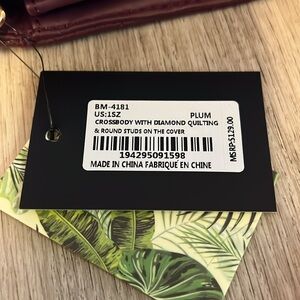 BM-4181
US:1SZ PLUM
CROSSBODY WITH DIAMOND QUILTING
& ROUND STUDS ON THE COVER
194295091598
MADE IN CHINA FABRIQUE EN CHINE
MSRP:$129.00